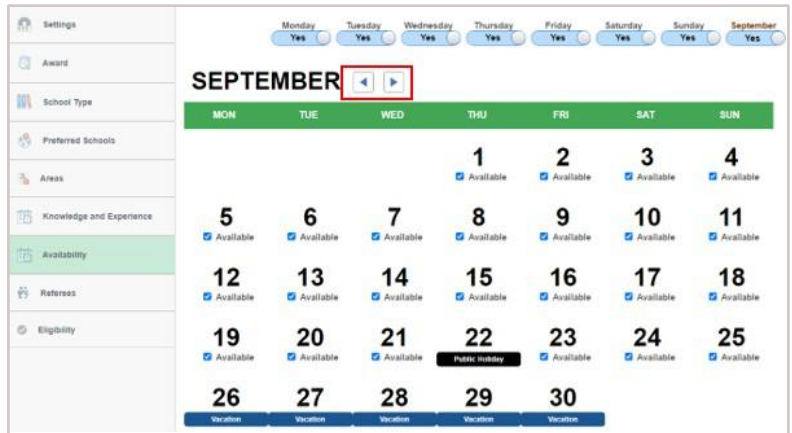 Settings
Award
School Type
Preferred Schools
Areas
Knowledge and Experience
Availability
Referees
Eligibility
Monday Tuesday Wednesday Thursday Friday Saturday Sunday September
Yes Yes Yes Yes Yes Yes Yes Yes
SEPTEMBER
MON TUE WED THU FRI SAT SUN
1 2 3 4
Available Available Available Available
5 6 7 8 9 10 11
Available Available Available Available Available Available Available
12 13 14 15 16 17 18
Available Available Available Available Available Available Available
19 20 21 22 23 24 25
Available Available Available Public Holiday Available Available Available
26 27 28 29 30
Vacation Vacation Vacation Vacation Vacation